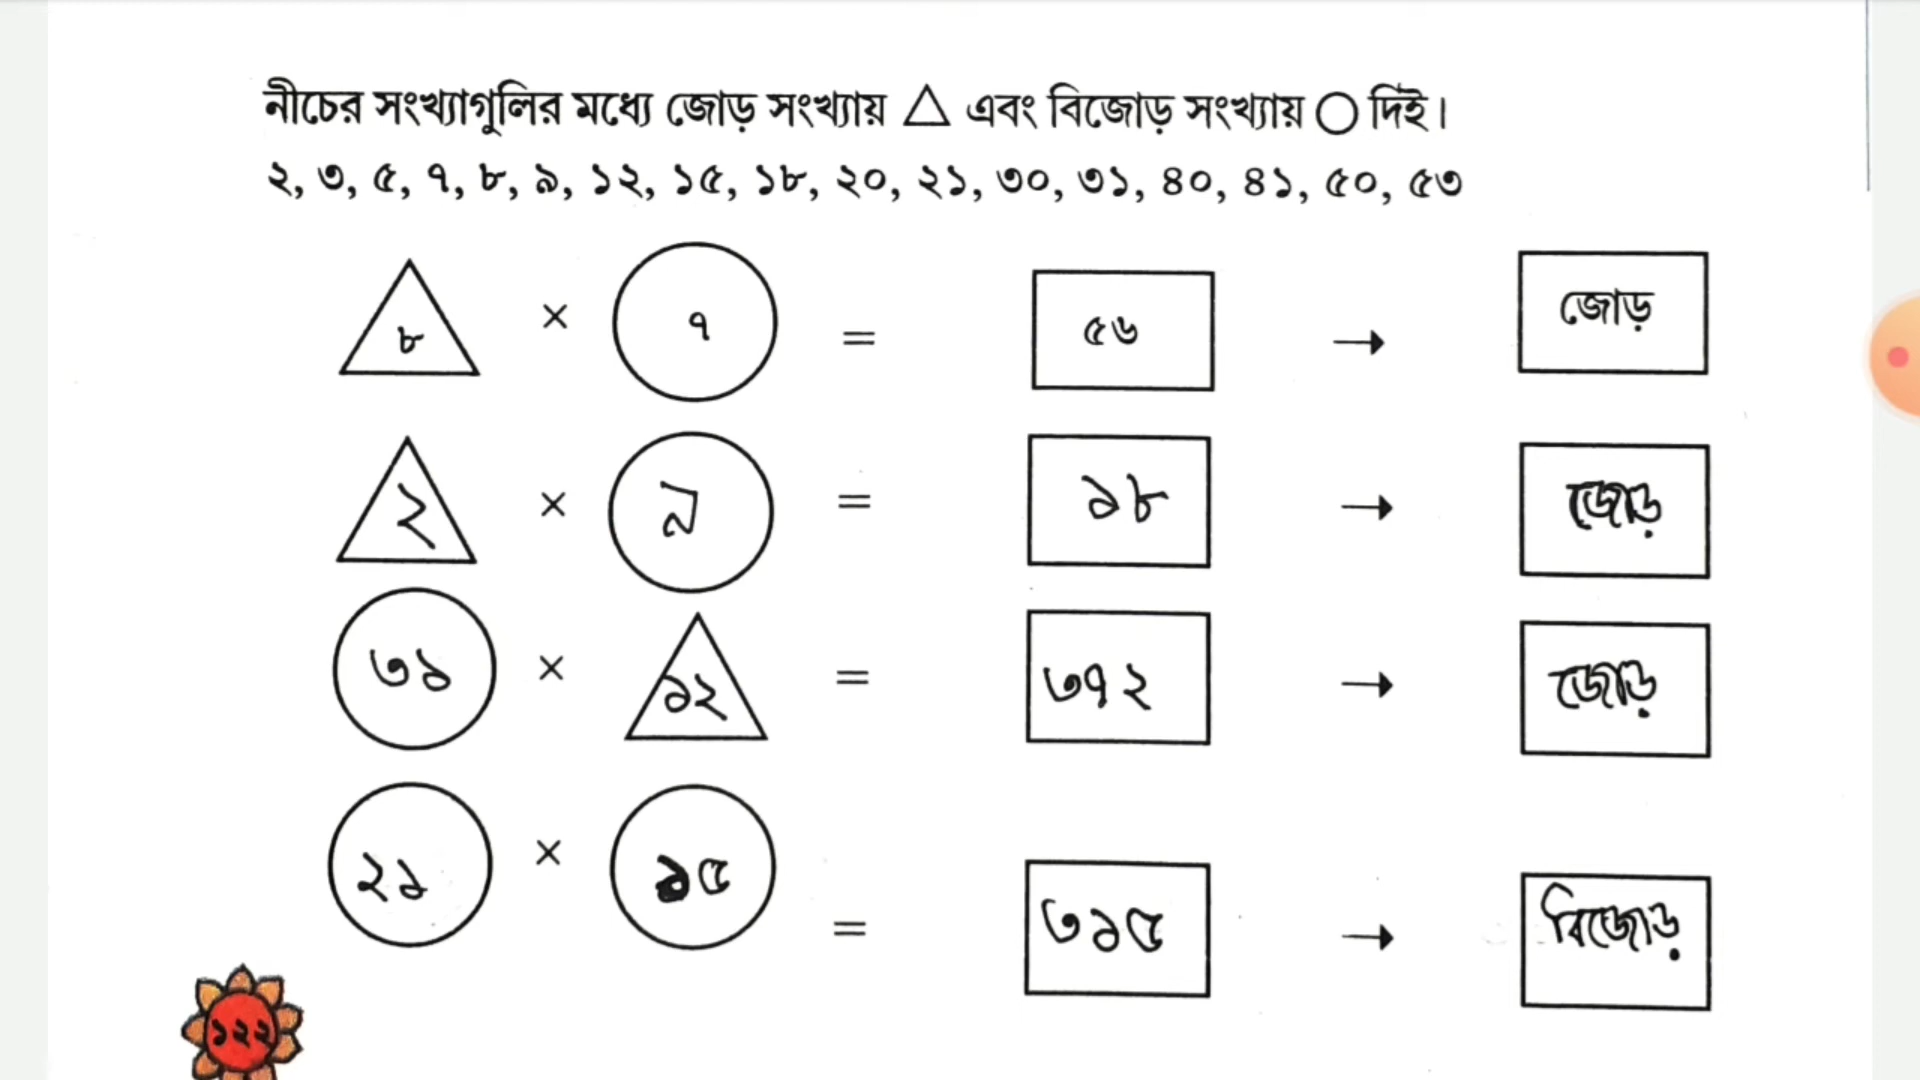 নীচের সংখ্যাগুলির মধ্যে জোড় সংখ্যায় △ এবং বিজোড় সংখ্যায় ○ দিই।
২, ৩, ৫, ৭, ৮, ৯, ১২, ১৫, ১৮, ২০, ২১, ৩০, ৩১, ৪০, ৪১, ৫০, ৫৩
৮ × ৭ = ৫৬ → জোড়
২ × ৯ = ১৮ → জোড়
৩১ × ১২ = ৩৭২ → জোড়
২১ × ১৫ = ৩১৫ → বিজোড়
১২২